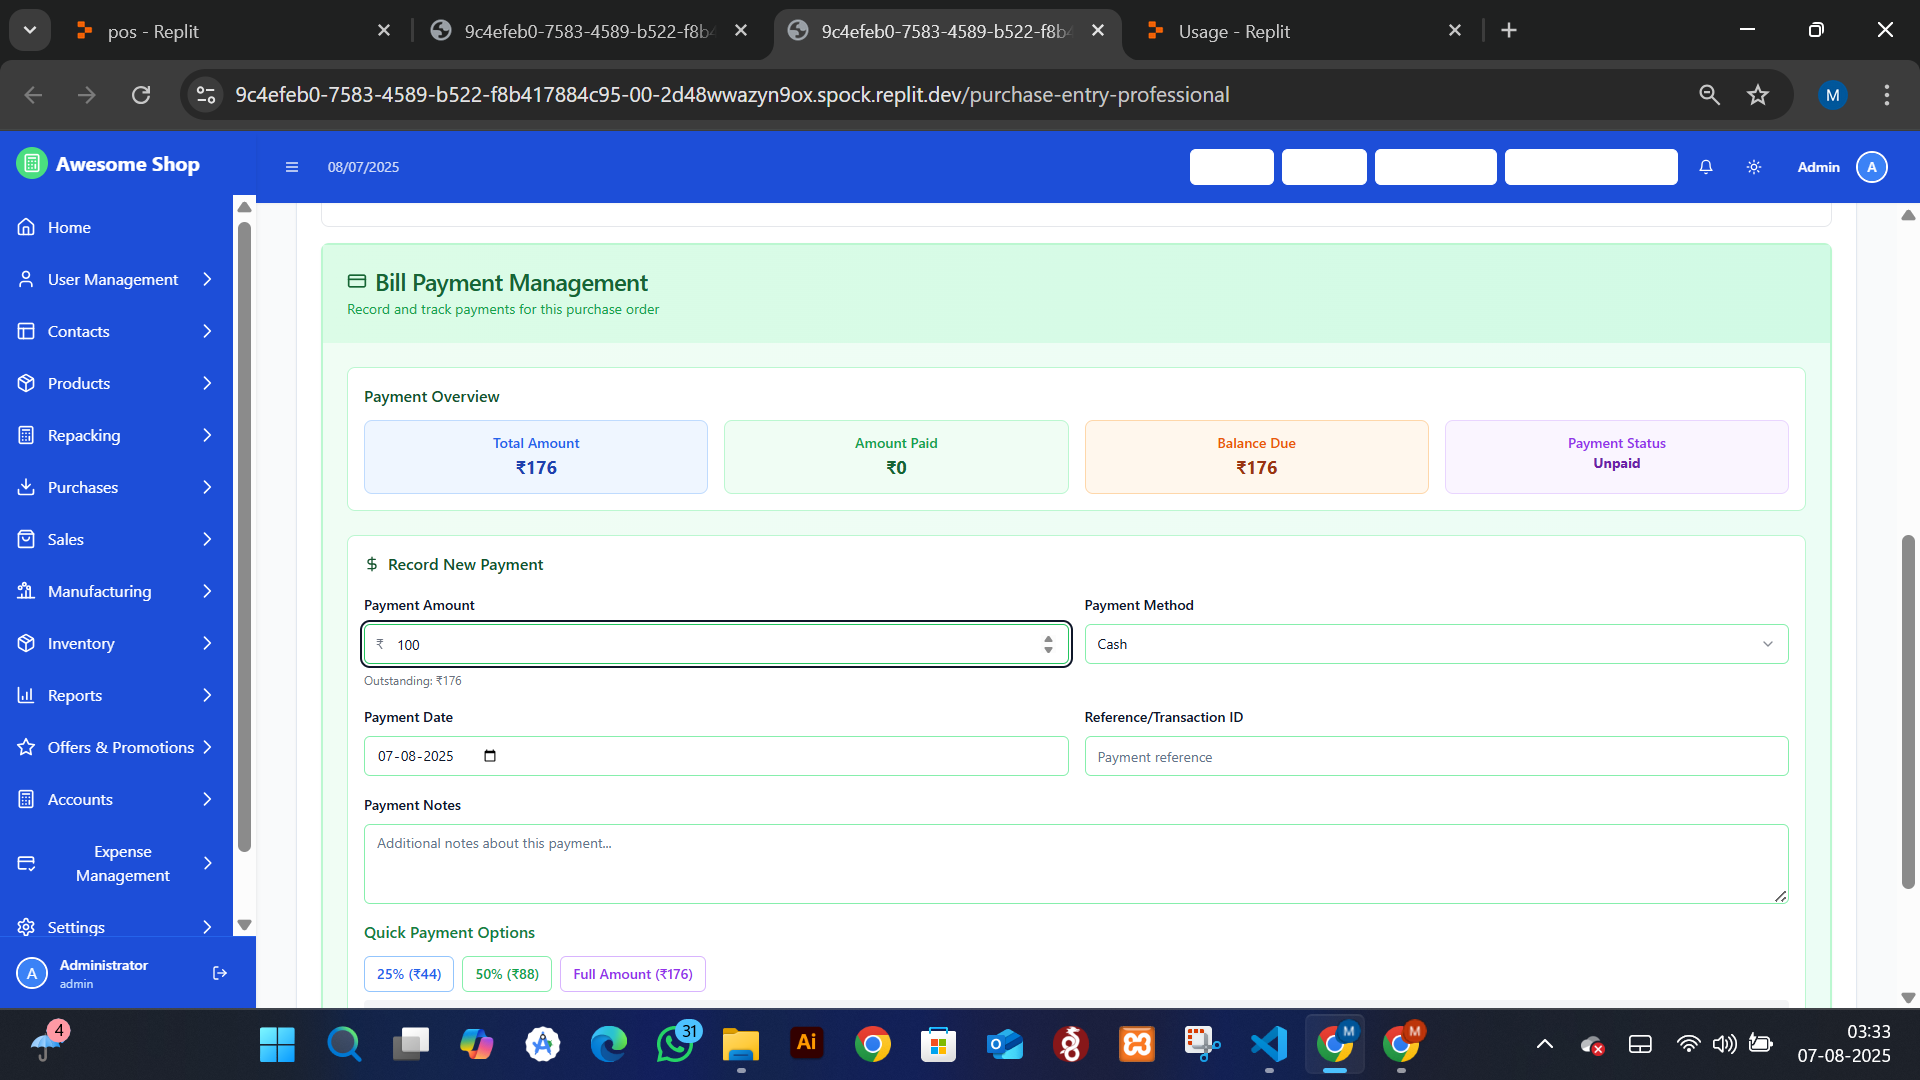 pos - Replit
9c4efeb0-7583-4589-b522-f8b4
9c4efeb0-7583-4589-b522-f8b4
Usage - Replit
9c4efeb0-7583-4589-b522-f8b417884c95-00-2d48wwazyn9ox.spock.replit.dev/purchase-entry-professional
M
Awesome Shop
08/07/2025
Admin
A
Home
User Management
Contacts
Products
Repacking
Purchases
Sales
Manufacturing
Inventory
Reports
Offers & Promotions
Accounts
Expense
Management
Settings
A
Administrator
admin
Bill Payment Management
Record and track payments for this purchase order
Payment Overview
Total Amount
₹176
Amount Paid
₹0
Balance Due
₹176
Payment Status
Unpaid
$ Record New Payment
Payment Amount
₹ 100
Outstanding: ₹176
Payment Method
Cash
Payment Date
07-08-2025
Reference/Transaction ID
Payment reference
Payment Notes
Additional notes about this payment...
Quick Payment Options
25% (₹44)
50% (₹88)
Full Amount (₹176)
4
31
Ai
M
M
03:33
07-08-2025